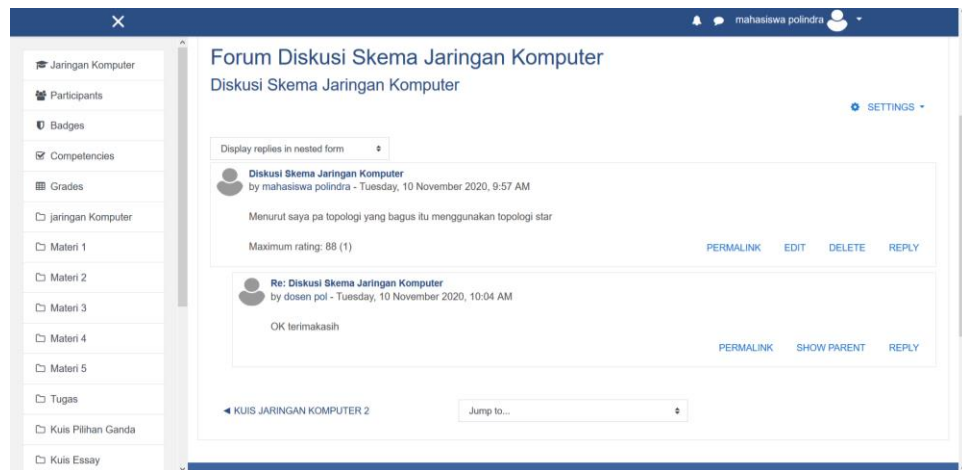 mahasiswa polindra
Jaringan Komputer
Participants
Badges
Competencies
Grades
jaringan Komputer
Materi 1
Materi 2
Materi 3
Materi 4
Materi 5
Tugas
Kuis Pilihan Ganda
Kuis Essay
Forum Diskusi Skema Jaringan Komputer
Diskusi Skema Jaringan Komputer
SETTINGS
Display replies in nested form
Diskusi Skema Jaringan Komputer
by mahasiswa polindra - Tuesday, 10 November 2020, 9:57 AM
Menurut saya pa topologi yang bagus itu menggunakan topologi star
Maximum rating: 88 (1)
PERMALINK EDIT DELETE REPLY
Re: Diskusi Skema Jaringan Komputer
by dosen pol - Tuesday, 10 November 2020, 10:04 AM
OK terimakasih
PERMALINK SHOW PARENT REPLY
◄ KUIS JARINGAN KOMPUTER 2 Jump to...